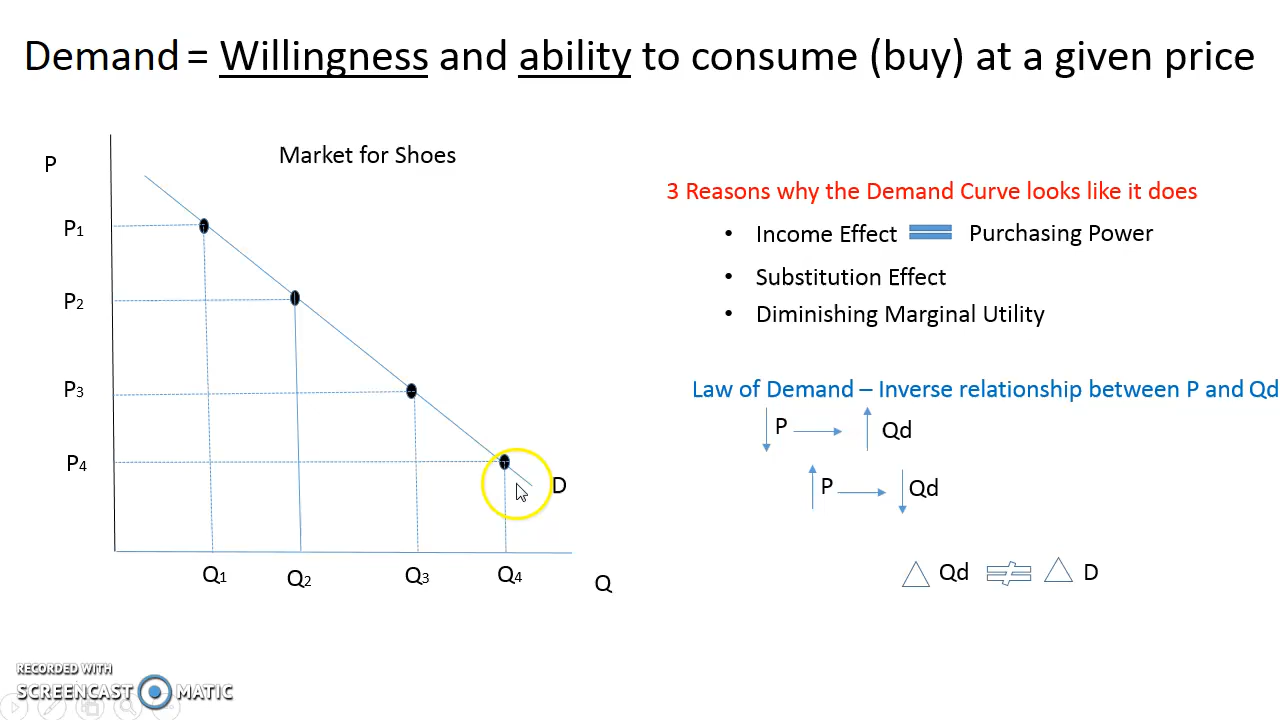 Demand = Willingness and ability to consume (buy) at a given price
Market for Shoes
P
P1
P2
P3
P4
D
Q1 Q2 Q3 Q4
Q
3 Reasons why the Demand Curve looks like it does
• Income Effect = Purchasing Power
• Substitution Effect
• Diminishing Marginal Utility
Law of Demand – Inverse relationship between P and Qd
↓ P → ↑ Qd
↑ P → ↓ Qd
△ Qd ≠ △ D
RECORDED WITH
SCREENCAST MATIC